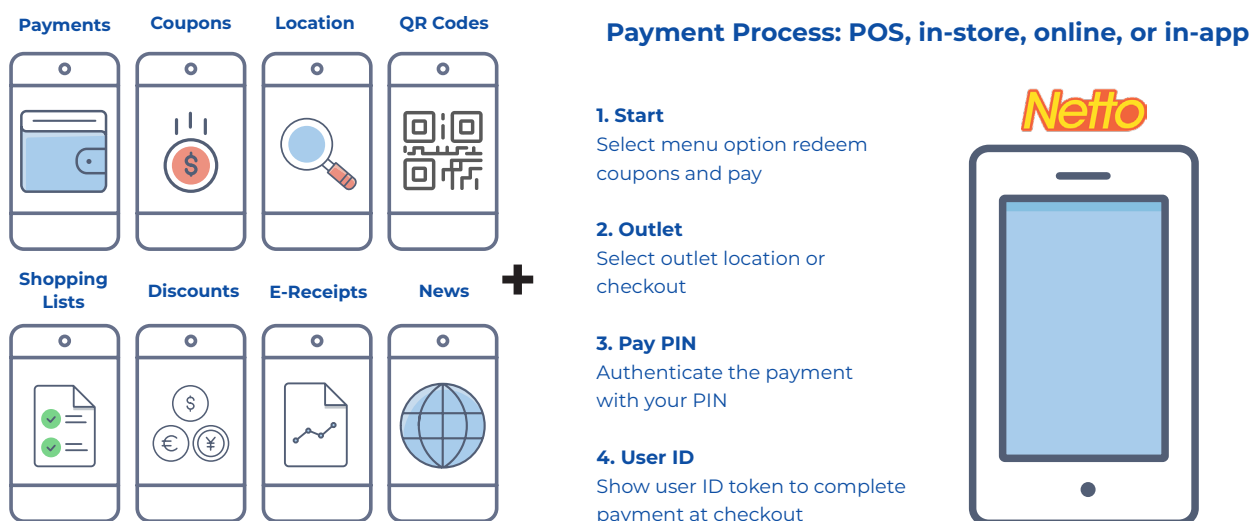 Payments
Coupons
Location
QR Codes
$
Shopping
Lists
Discounts
E-Receipts
News
$
€
¥
+
Payment Process: POS, in-store, online, or in-app
1. Start
Select menu option redeem
coupons and pay
2. Outlet
Select outlet location or
checkout
3. Pay PIN
Authenticate the payment
with your PIN
4. User ID
Show user ID token to complete
payment at checkout
Netto